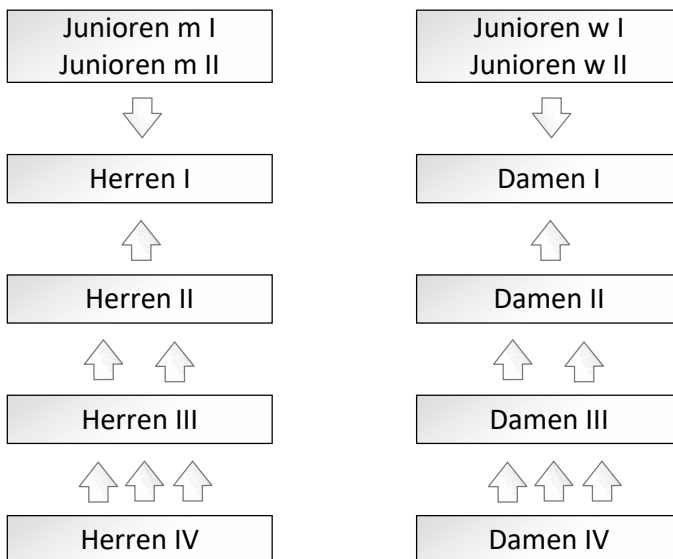 Junioren m I
Junioren m II
Herren I
Herren II
Herren III
Herren IV
Junioren w I
Junioren w II
Damen I
Damen II
Damen III
Damen IV